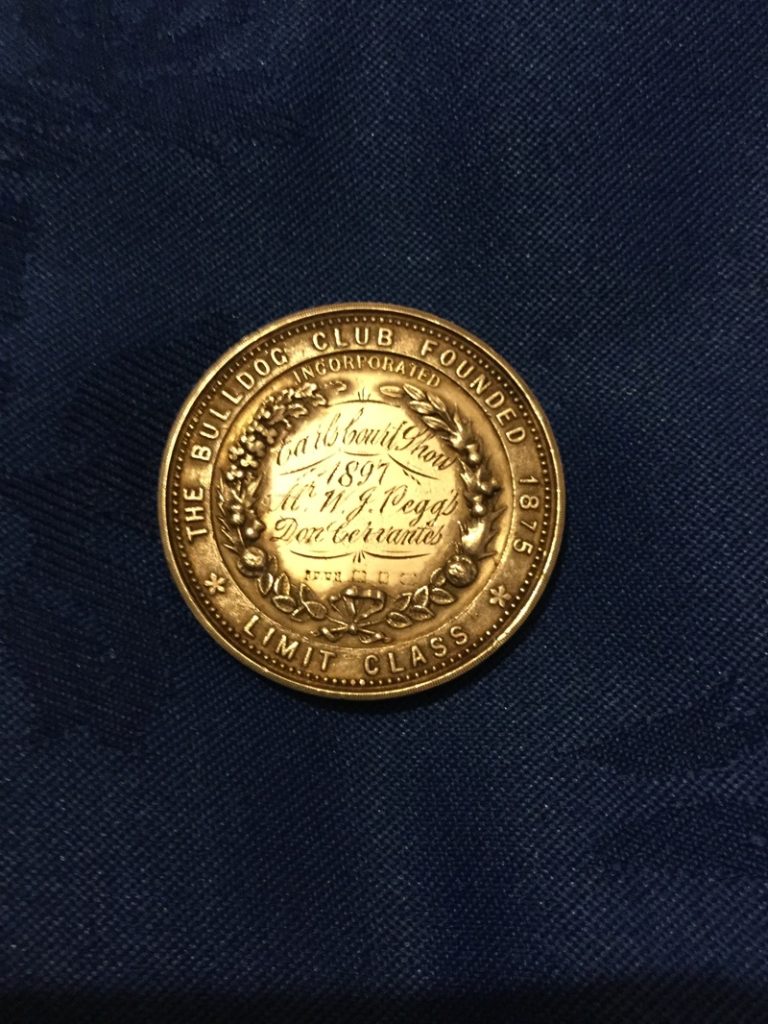 THE BULLDOG CLUB FOUNDED 1875
INCORPORATED
Earls Court Show
1897
Mr. W. J. Pegg's
Don Cervantes
LIMIT CLASS